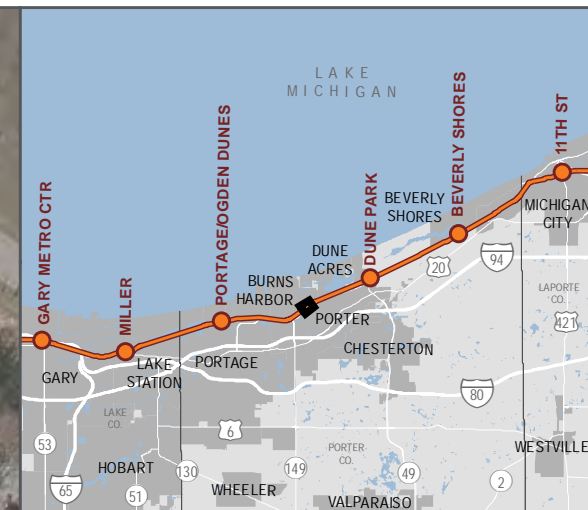 LAKE
MICHIGAN
GARY METRO CTR
MILLER
PORTAGE/OGDEN DUNES
DUNE PARK
BEVERLY SHORES
11TH ST
BEVERLY
SHORES
MICHIGAN
CITY
DUNE
ACRES
BURNS
HARBOR
PORTER
20
94
LAPORTE
CO.
421
CHESTERTON
PORTAGE
LAKE
STATION
GARY
80
LAKE
CO.
6
53
PORTER
CO.
WESTVILLE
HOBART
130
149
49
2
65
51
WHEELER
VALPARAISO